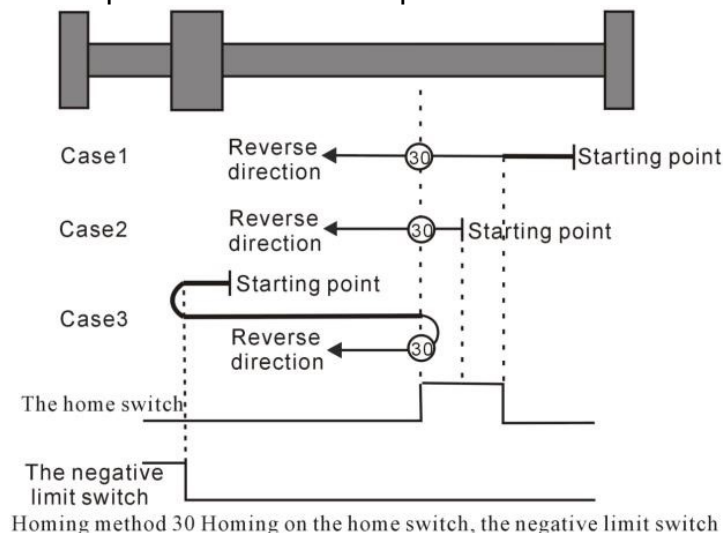 Case1
Reverse
direction
30
Starting point
Case2
Reverse
direction
30
Starting point
Starting point
Case3
Reverse
direction
30
The home switch
The negative
limit switch
Homing method 30 Homing on the home switch, the negative limit switch